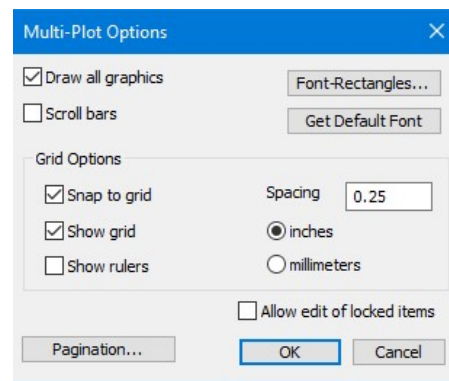 Multi-Plot Options
Draw all graphics
Font-Rectangles...
Scroll bars
Get Default Font
Grid Options
Snap to grid
Spacing 0.25
Show grid
inches
Show rulers
millimeters
Allow edit of locked items
Pagination...
OK
Cancel